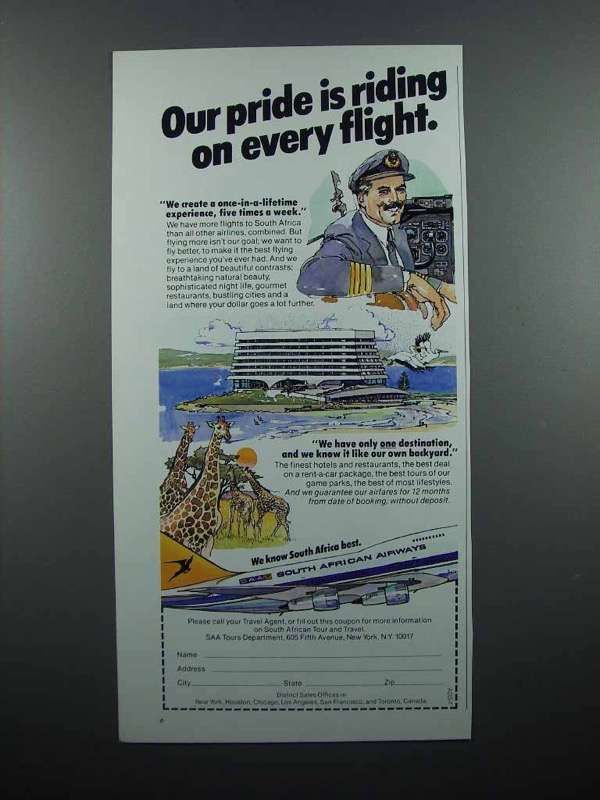 Our pride is riding
on every flight.
"We create a once-in-a-lifetime
experience, five times a week."
We have more flights to South Africa
than all other airlines, combined. But
flying more isn't our goal; we want to
fly better, to make it the best flying
experience you've ever had. And we
fly to a land of beautiful contrasts;
breathtaking natural beauty,
sophisticated night life, gourmet
restaurants, bustling cities and a
land where your dollar goes a lot further.
"We have only one destination,
and we know it like our own backyard."
The finest hotels and restaurants, the best deal
on a rent-a-car package, the best tours of our
game parks, the best of most lifestyles.
And we guarantee our airfares for 12 months
from date of booking, without deposit.
We know South Africa best.
SAA SOUTH AFRICAN AIRWAYS
Please call your Travel Agent, or fill out this coupon for more information
on South African Tour and Travel.
SAA Tours Department, 605 Fifth Avenue, New York, N.Y. 10017
Name
Address
City State Zip
District Sales Offices in
New York, Houston, Chicago, Los Angeles, San Francisco, and Toronto, Canada.